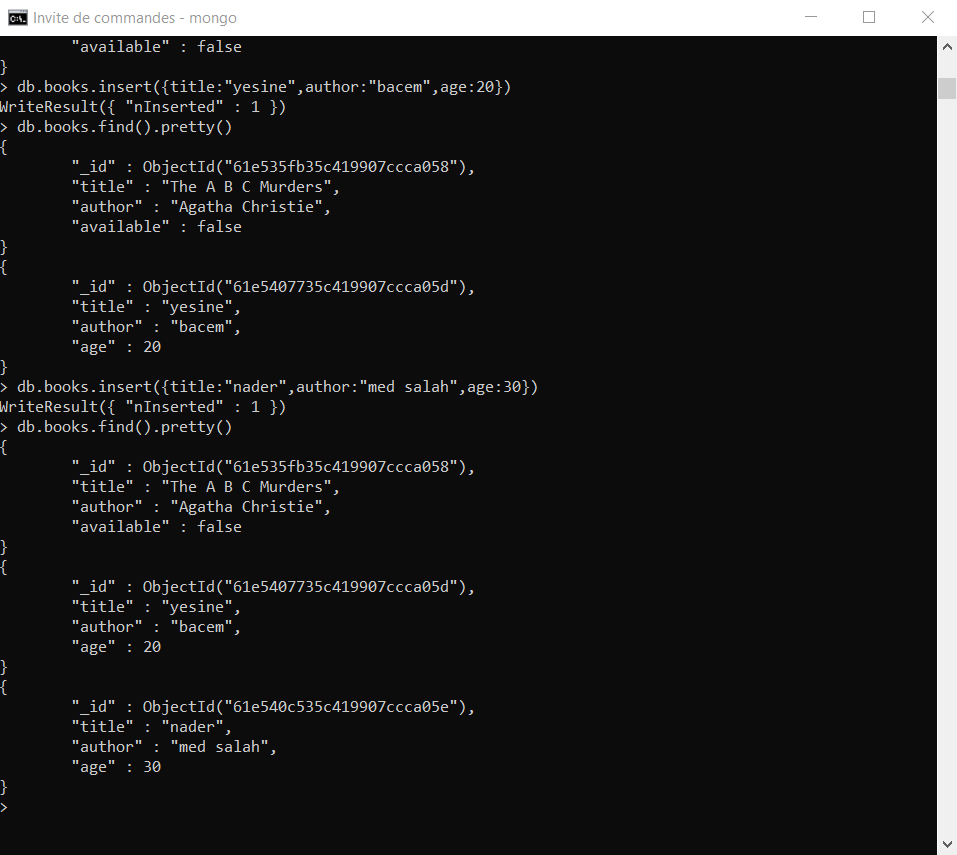 Invite de commandes - mongo
"available" : false
}
> db.books.insert({title:"yesine",author:"bacem",age:20})
WriteResult({ "nInserted" : 1 })
> db.books.find().pretty()
{
"_id" : ObjectId("61e535fb35c419907ccca058"),
"title" : "The A B C Murders",
"author" : "Agatha Christie",
"available" : false
}
{
"_id" : ObjectId("61e5407735c419907ccca05d"),
"title" : "yesine",
"author" : "bacem",
"age" : 20
}
> db.books.insert({title:"nader",author:"med salah",age:30})
WriteResult({ "nInserted" : 1 })
> db.books.find().pretty()
{
"_id" : ObjectId("61e535fb35c419907ccca058"),
"title" : "The A B C Murders",
"author" : "Agatha Christie",
"available" : false
}
{
"_id" : ObjectId("61e5407735c419907ccca05d"),
"title" : "yesine",
"author" : "bacem",
"age" : 20
}
{
"_id" : ObjectId("61e540c535c419907ccca05e"),
"title" : "nader",
"author" : "med salah",
"age" : 30
}
>